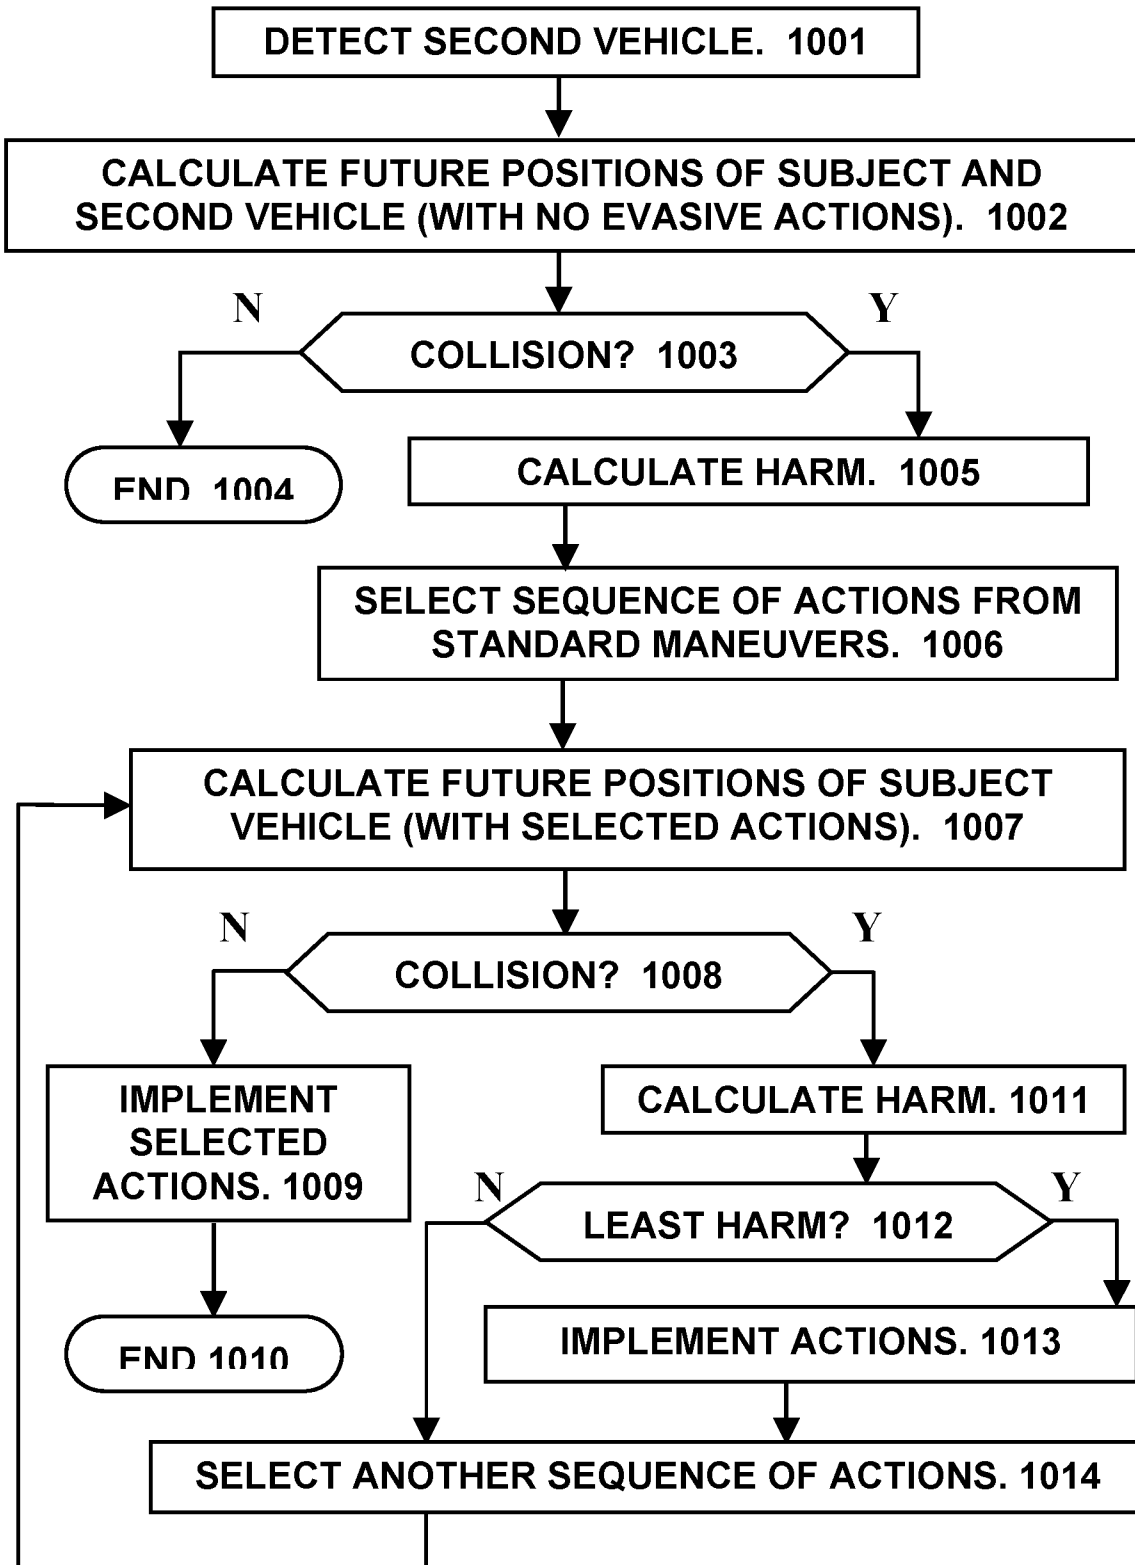 DETECT SECOND VEHICLE. 1001
CALCULATE FUTURE POSITIONS OF SUBJECT AND
SECOND VEHICLE (WITH NO EVASIVE ACTIONS). 1002
N
Y
COLLISION? 1003
END 1004
CALCULATE HARM. 1005
SELECT SEQUENCE OF ACTIONS FROM
STANDARD MANEUVERS. 1006
CALCULATE FUTURE POSITIONS OF SUBJECT
VEHICLE (WITH SELECTED ACTIONS). 1007
N
Y
COLLISION? 1008
IMPLEMENT
SELECTED
ACTIONS. 1009
CALCULATE HARM. 1011
N
Y
LEAST HARM? 1012
END 1010
IMPLEMENT ACTIONS. 1013
SELECT ANOTHER SEQUENCE OF ACTIONS. 1014